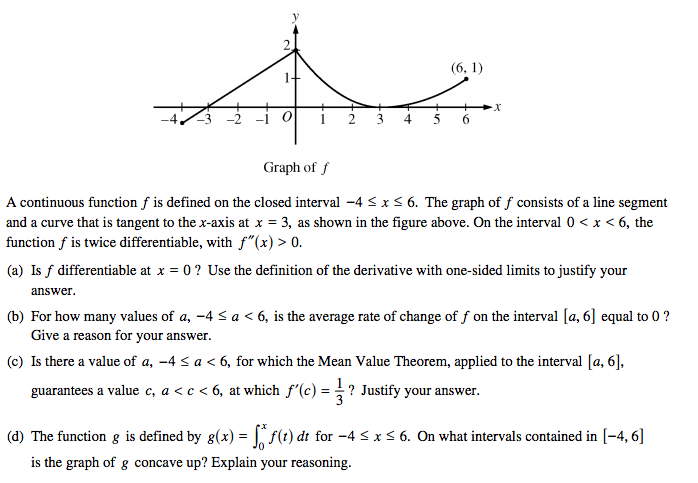 y
2
1
(6, 1)
-4 -3 -2 -1 O 1 2 3 4 5 6 x
Graph of f
A continuous function f is defined on the closed interval −4 ≤ x ≤ 6. The graph of f consists of a line segment
and a curve that is tangent to the x-axis at x = 3, as shown in the figure above. On the interval 0 < x < 6, the
function f is twice differentiable, with f″(x) > 0.
(a) Is f differentiable at x = 0 ? Use the definition of the derivative with one-sided limits to justify your
answer.
(b) For how many values of a, −4 ≤ a < 6, is the average rate of change of f on the interval [a, 6] equal to 0 ?
Give a reason for your answer.
(c) Is there a value of a, −4 ≤ a < 6, for which the Mean Value Theorem, applied to the interval [a, 6],
guarantees a value c, a < c < 6, at which f′(c) = 1/3 ? Justify your answer.
(d) The function g is defined by g(x) = ∫₀ˣ f(t) dt for −4 ≤ x ≤ 6. On what intervals contained in [−4, 6]
is the graph of g concave up? Explain your reasoning.